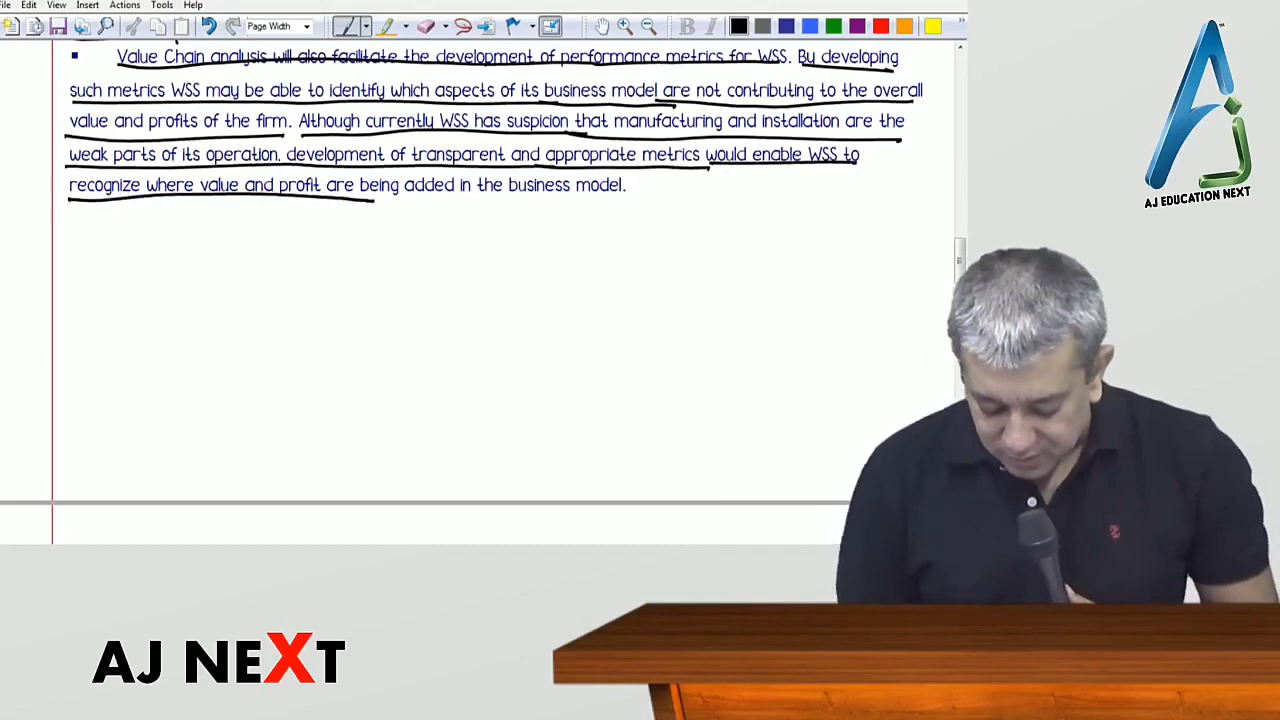 File Edit View Insert Actions Tools Help
Page Width
B I
Value Chain analysis will also facilitate the development of performance metrics for WSS. By developing
such metrics WSS may be able to identify which aspects of its business model are not contributing to the overall
value and profits of the firm. Although currently WSS has suspicion that manufacturing and installation are the
weak parts of its operation, development of transparent and appropriate metrics would enable WSS to
recognize where value and profit are being added in the business model.
AJ EDUCATION NEXT
AJ NEXT